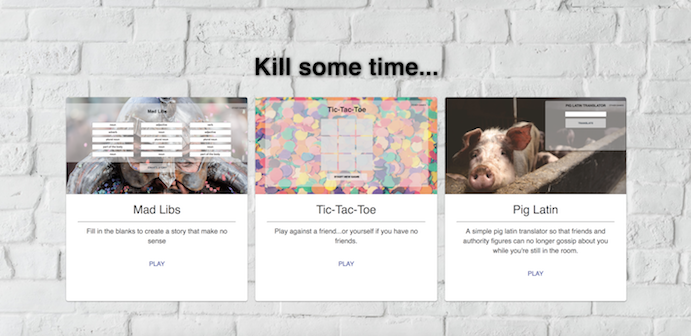 Kill some time...
Mad Libs
Tic-Tac-Toe
START NEW GAME
PIG LATIN TRANSLATOR
TRANSLATE
Mad Libs
Fill in the blanks to create a story that make no
sense
PLAY
Tic-Tac-Toe
Play against a friend...or yourself if you have no
friends.
PLAY
Pig Latin
A simple pig latin translator so that friends and
authority figures can no longer gossip about you
while you're still in the room.
PLAY